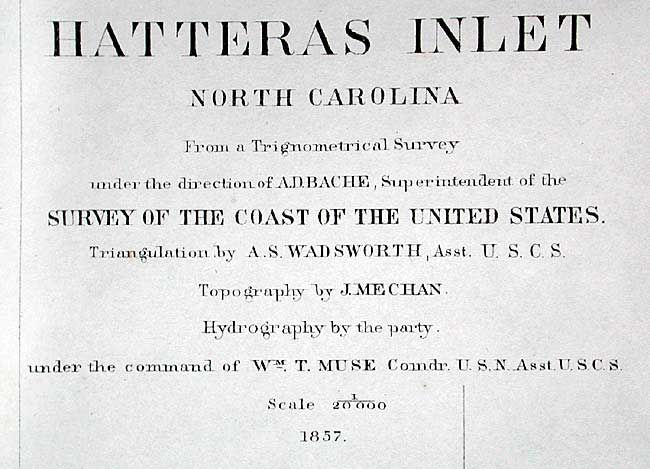 HATTERAS INLET
NORTH CAROLINA
From a Trignometrical Survey
under the direction of A.D.BACHE, Superintendent of the
SURVEY OF THE COAST OF THE UNITED STATES.
Triangulation by A.S.WADSWORTH, Asst. U.S.C.S.
Topography by J.MECHAN.
Hydrography by the party.
under the command of Wm. T. MUSE Comdr. U.S.N. Asst. U.S.C.S.
Scale 1/20000
1857.